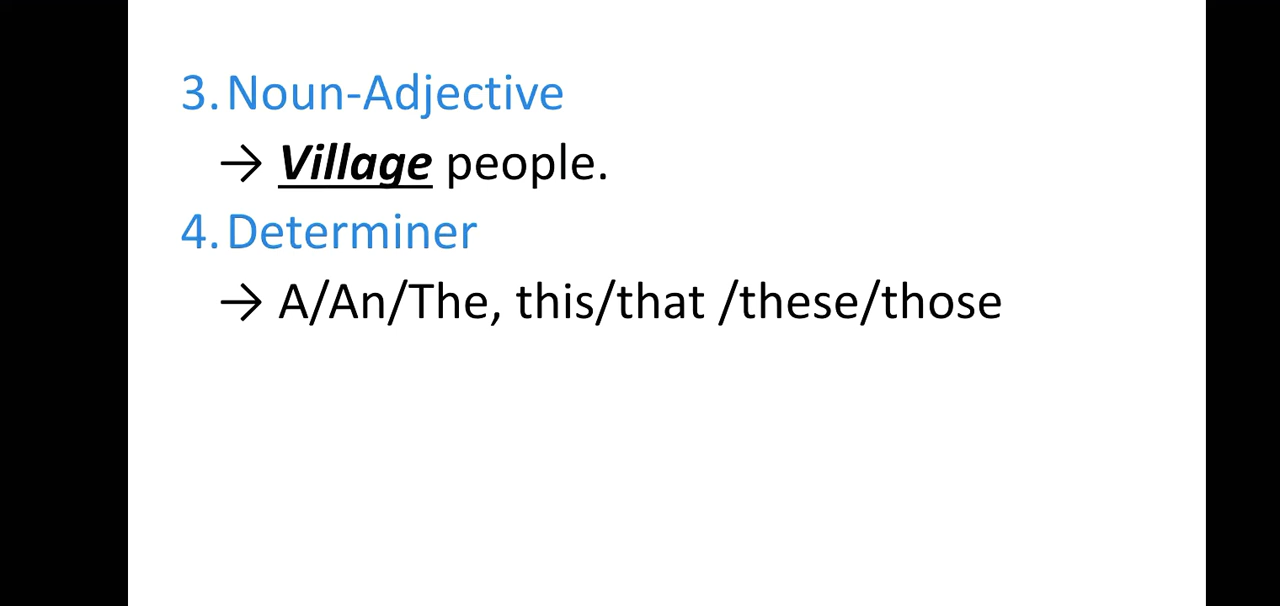 3. Noun-Adjective
→ Village people.
4. Determiner
→ A/An/The, this/that /these/those